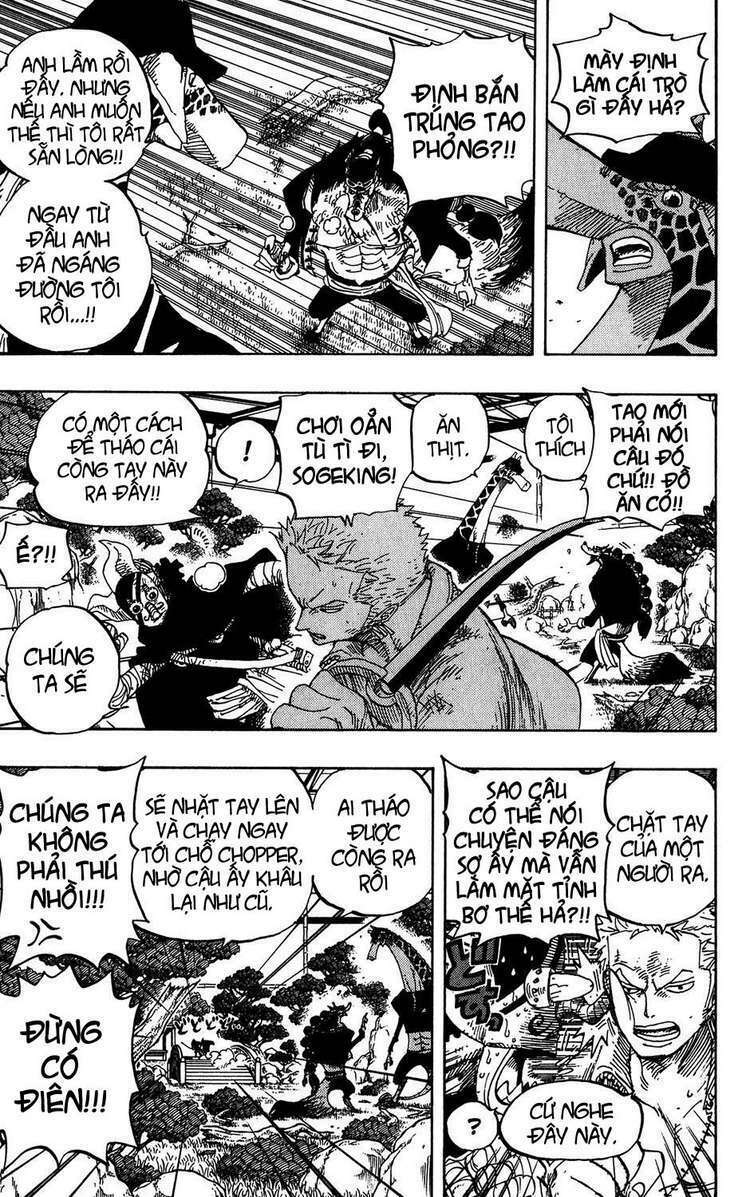 MÀY ĐỊNH
LÀM CÁI TRÒ
GÌ ĐẤY HẢ?
ĐỊNH BẮN
TRÚNG TAO
PHỎNG?!!
ANH LẦM RỒI
ĐẤY. NHƯNG
NẾU ANH MUỐN
THẾ THÌ TÔI RẤT
SẴN LÒNG!!
NGAY TỪ
ĐẦU ANH
ĐÃ NGÁNG
ĐƯỜNG TÔI
RỒI...!!
TAO MỚI
PHẢI NÓI
CÂU ĐÓ
CHỨ!! ĐỒ
ĂN CỎ!!
TÔI
THÍCH
ĂN
THỊT.
CHƠI OẲN
TÙ TÌ ĐI,
SOGEKING!
!
CÓ MỘT CÁCH
ĐỂ THÁO CÁI
CÒNG TAY NÀY
RA ĐẤY!!
Ế?!!
CHÚNG
TA SẼ
CHẶT TAY
CỦA MỘT
NGƯỜI RA.
SAO CẬU
CÓ THỂ NÓI
CHUYỆN ĐÁNG
SỢ ẤY MÀ VẪN
LÀM MẶT TỈNH
BƠ THẾ HẢ?!!
どすっ
CỨ NGHE
ĐÂY NÀY.
?
AI THÁO
ĐƯỢC
CÒNG RA
RỒI
SẼ NHẶT TAY LÊN
VÀ CHẠY NGAY
TỚI CHỖ CHOPPER,
NHỜ CẬU ẤY KHÂU
LẠI NHƯ CŨ.
CHÚNG TA
KHÔNG
PHẢI THÚ
NHỒI!!!
ĐỪNG
CÓ
ĐIÊN!!!